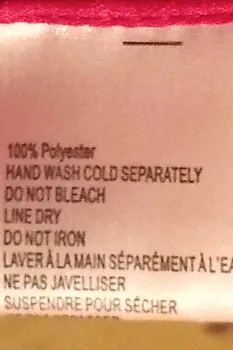 100% Polyester
HAND WASH COLD SEPARATELY
DO NOT BLEACH
LINE DRY
DO NOT IRON
LAVER À LA MAIN SÉPARÉMENT À L'EA
NE PAS JAVELLISER
SUSPENDRE POUR SÉCHER